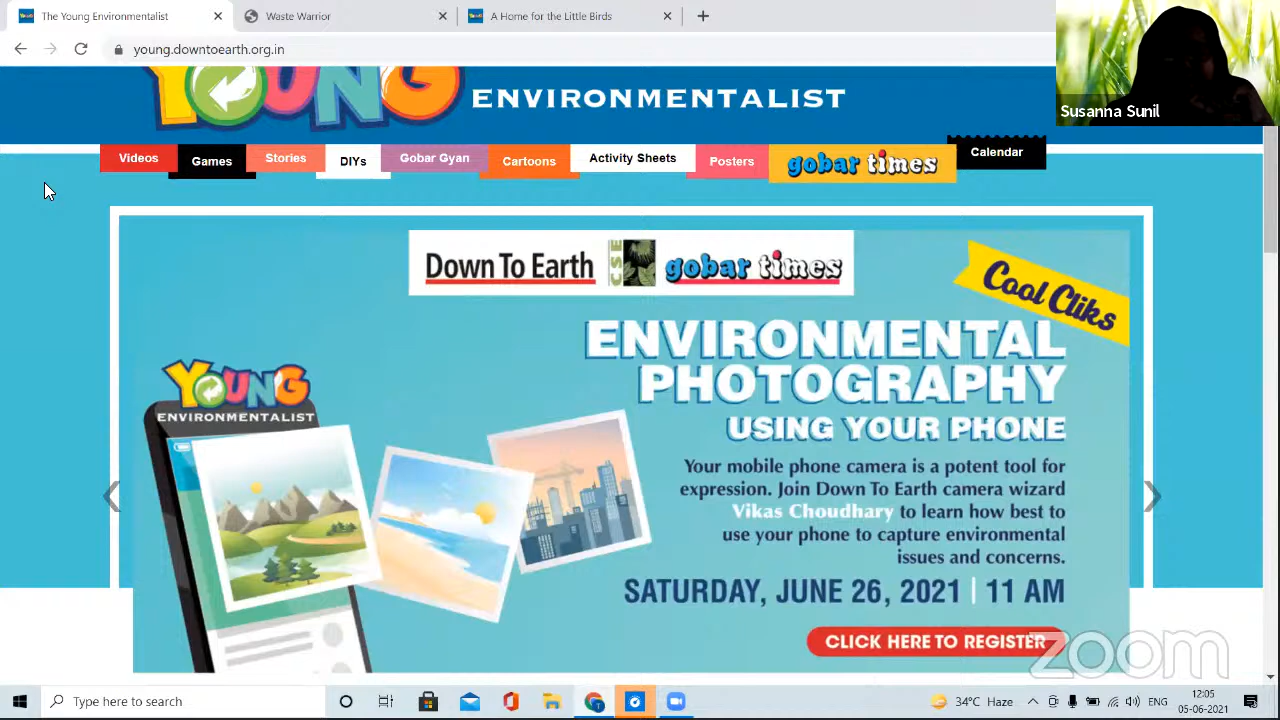 The Young Environmentalist
Waste Warrior
A Home for the Little Birds
young.downtoearth.org.in
Susanna Sunil
YOUNG
ENVIRONMENTALIST
Videos
Games
Stories
DIYs
Gobar Gyan
Cartoons
Activity Sheets
Posters
gobar times
Calendar
Down To Earth
CSE
gobar times
Cool Cliks
ENVIRONMENTAL
PHOTOGRAPHY
USING YOUR PHONE
YOUNG
ENVIRONMENTALIST
Your mobile phone camera is a potent tool for
expression. Join Down To Earth camera wizard
Vikas Choudhary to learn how best to
use your phone to capture environmental
issues and concerns.
SATURDAY, JUNE 26, 2021 | 11 AM
CLICK HERE TO REGISTER
zoom
Type here to search
34°C Haze
ENG
12:05
05-06-2021